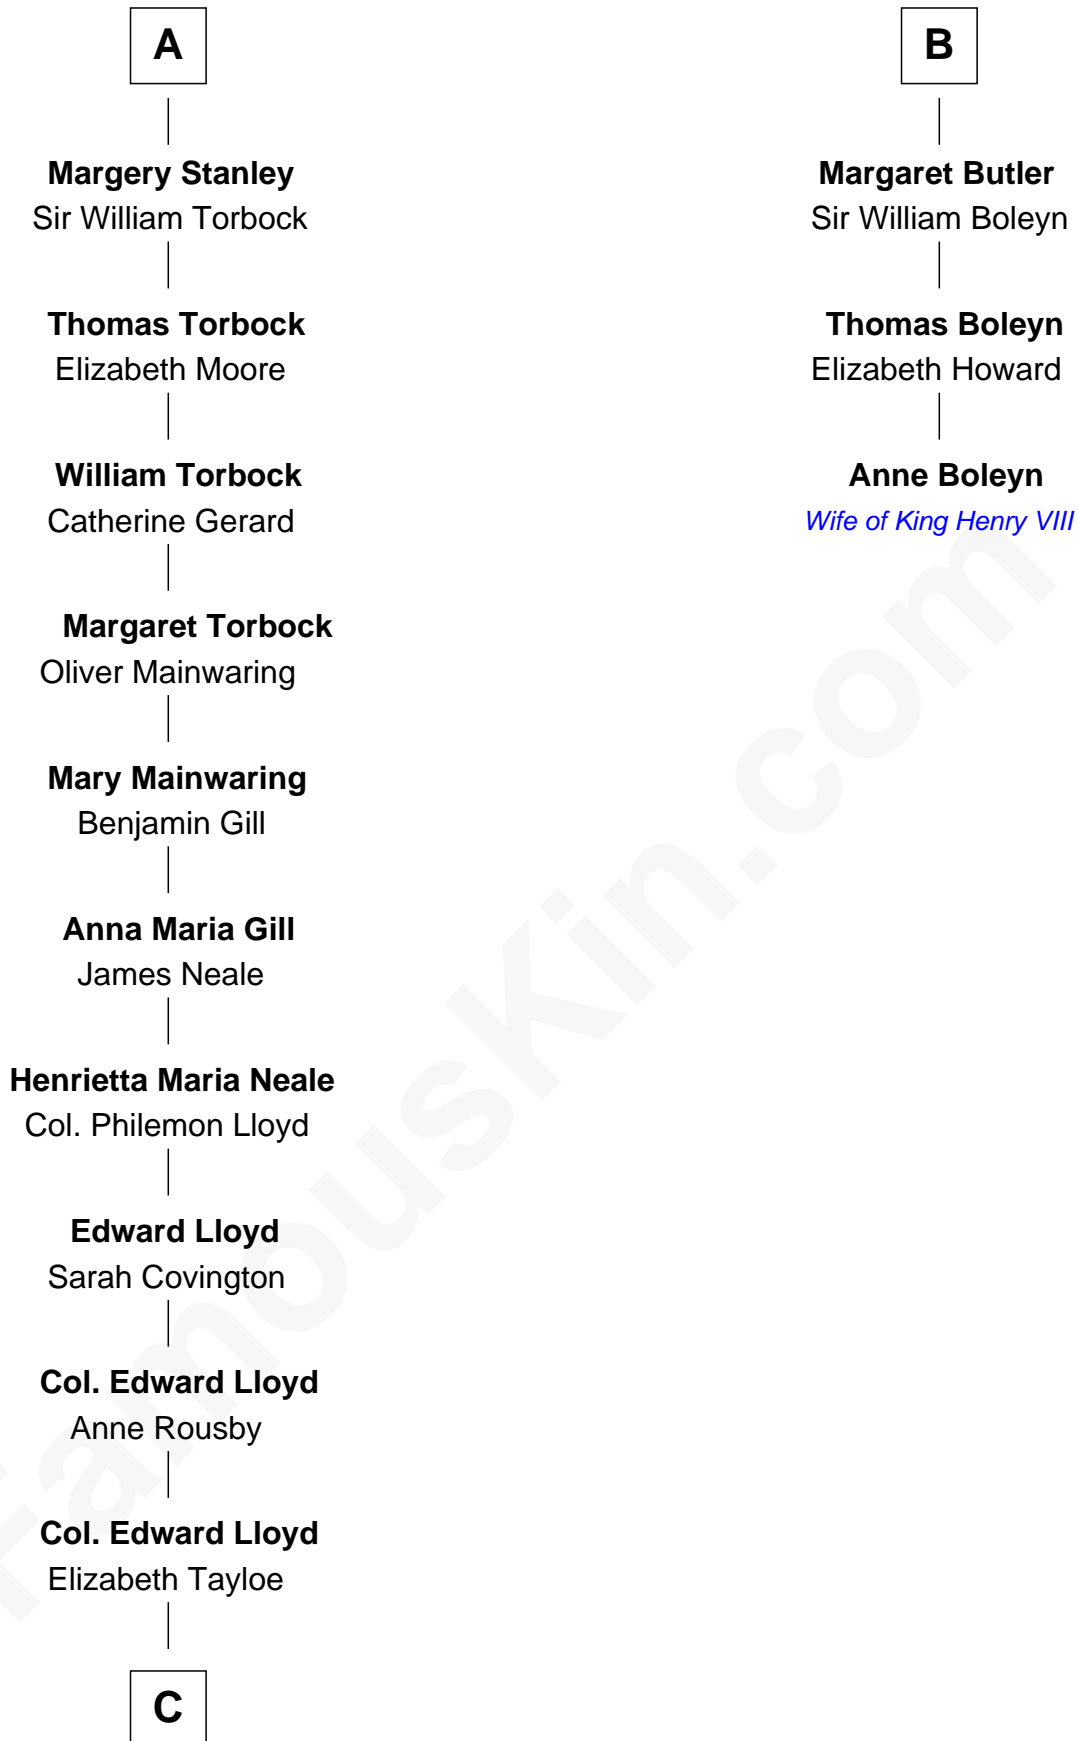 A
Margery Stanley
Sir William Torbock
Thomas Torbock
Elizabeth Moore
William Torbock
Catherine Gerard
Margaret Torbock
Oliver Mainwaring
Mary Mainwaring
Benjamin Gill
Anna Maria Gill
James Neale
Henrietta Maria Neale
Col. Philemon Lloyd
Edward Lloyd
Sarah Covington
Col. Edward Lloyd
Anne Rousby
Col. Edward Lloyd
Elizabeth Tayloe
C
B
Margaret Butler
Sir William Boleyn
Thomas Boleyn
Elizabeth Howard
Anne Boleyn
Wife of King Henry VIII
FamousKin.com